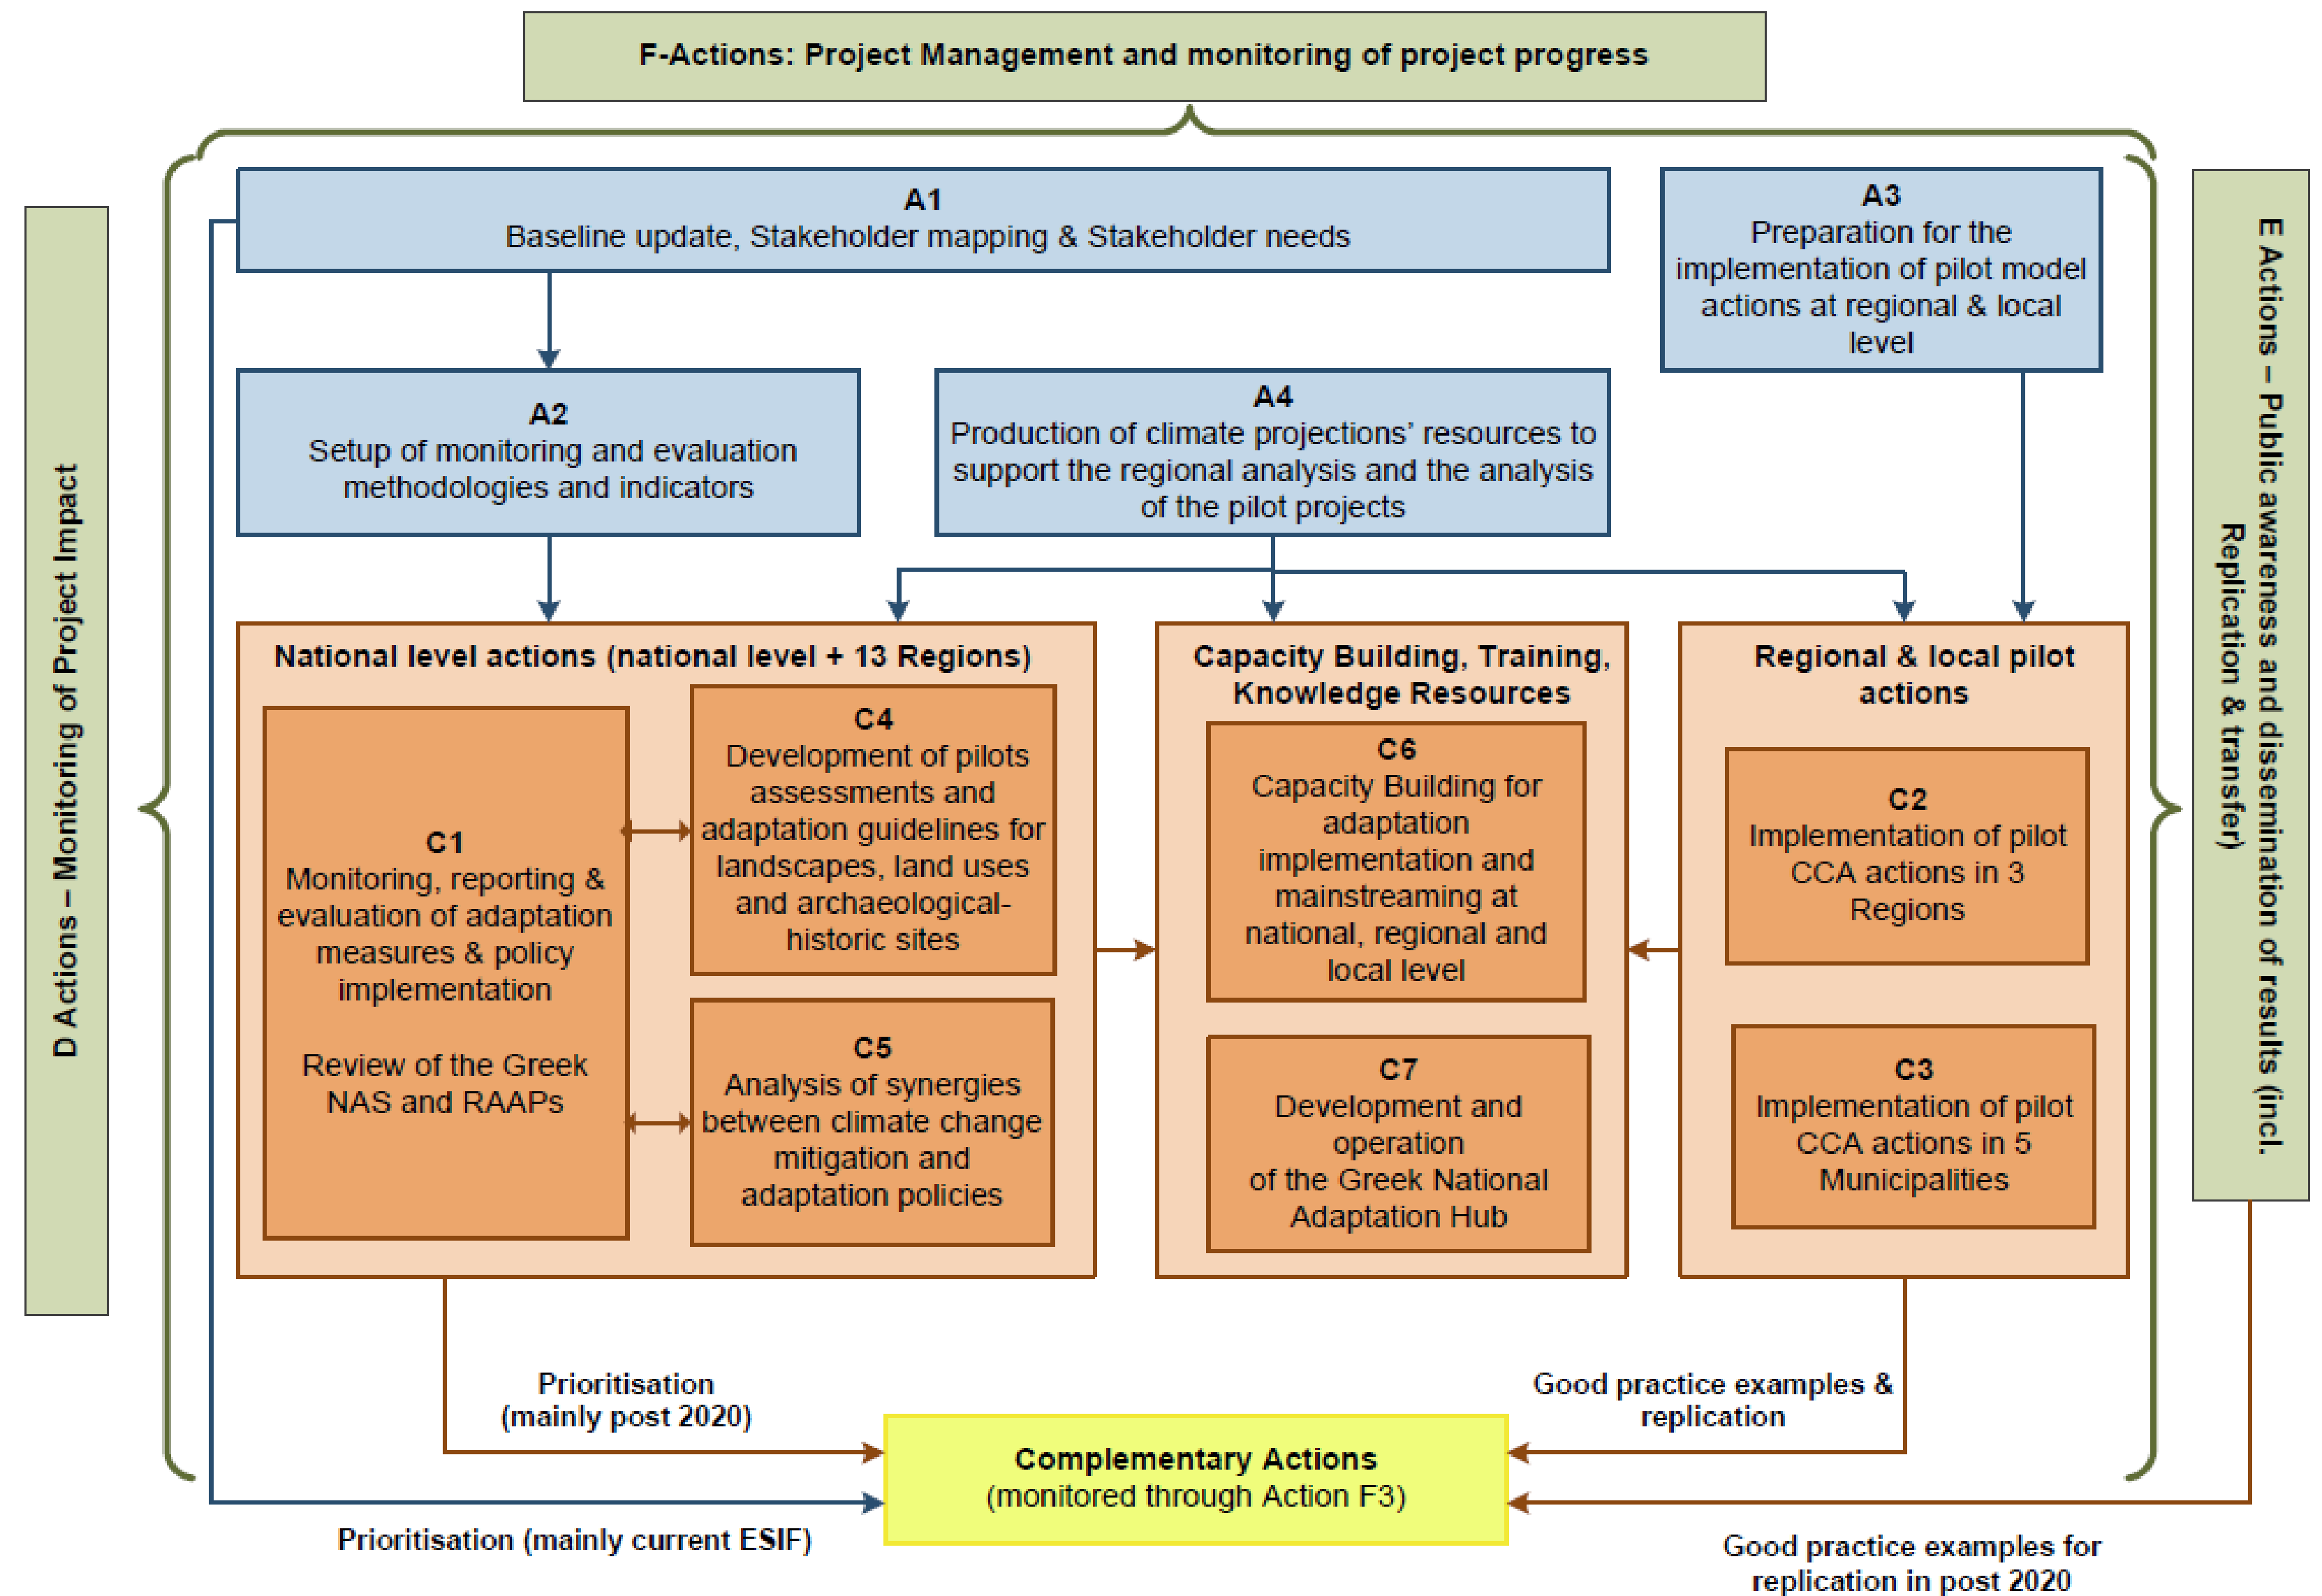 F-Actions: Project Management and monitoring of project progress
D Actions – Monitoring of Project Impact
A1
Baseline update, Stakeholder mapping & Stakeholder needs
A3
Preparation for the
implementation of pilot model
actions at regional & local
level
E Actions – Public awareness and dissemination of results (incl.
Replication & transfer)
A2
Setup of monitoring and evaluation
methodologies and indicators
A4
Production of climate projections’ resources to
support the regional analysis and the analysis
of the pilot projects
National level actions (national level + 13 Regions)
C1
Monitoring, reporting &
evaluation of adaptation
measures & policy
implementation
Review of the Greek
NAS and RAAPs
C4
Development of pilots
assessments and
adaptation guidelines for
landscapes, land uses
and archaeological-
historic sites
C5
Analysis of synergies
between climate change
mitigation and
adaptation policies
Capacity Building, Training,
Knowledge Resources
C6
Capacity Building for
adaptation
implementation and
mainstreaming at
national, regional and
local level
C7
Development and
operation
of the Greek National
Adaptation Hub
Regional & local pilot
actions
C2
Implementation of pilot
CCA actions in 3
Regions
C3
Implementation of pilot
CCA actions in 5
Municipalities
Prioritisation
(mainly post 2020)
Good practice examples &
replication
Complementary Actions
(monitored through Action F3)
Prioritisation (mainly current ESIF)
Good practice examples for
replication in post 2020